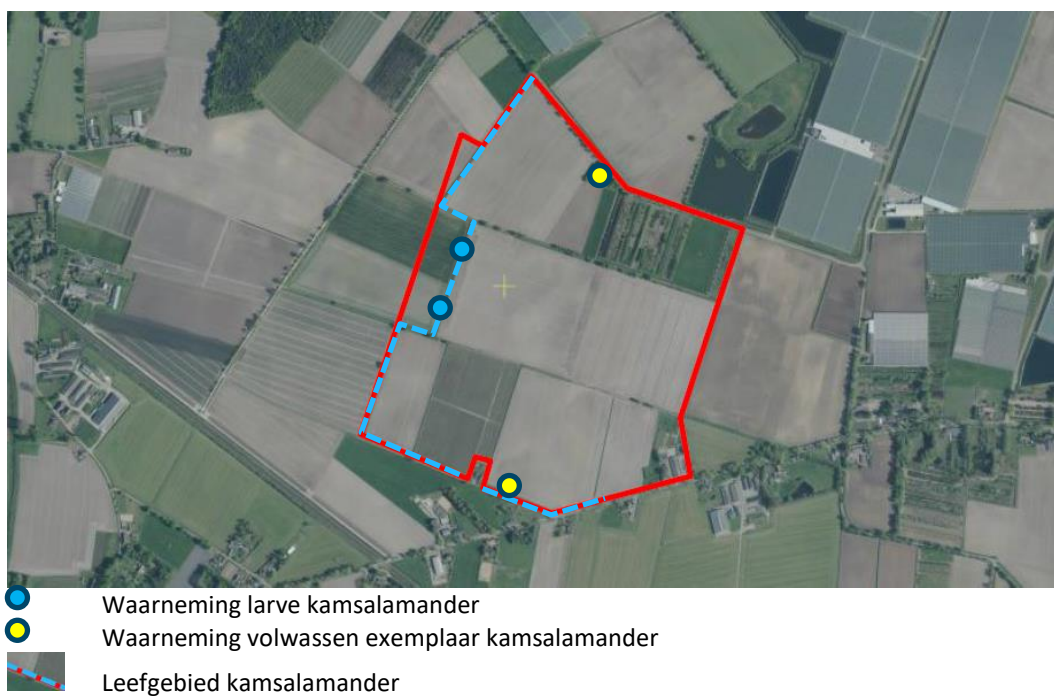 Waarneming larve kamsalamander
Waarneming volwassen exemplaar kamsalamander
Leefgebied kamsalamander